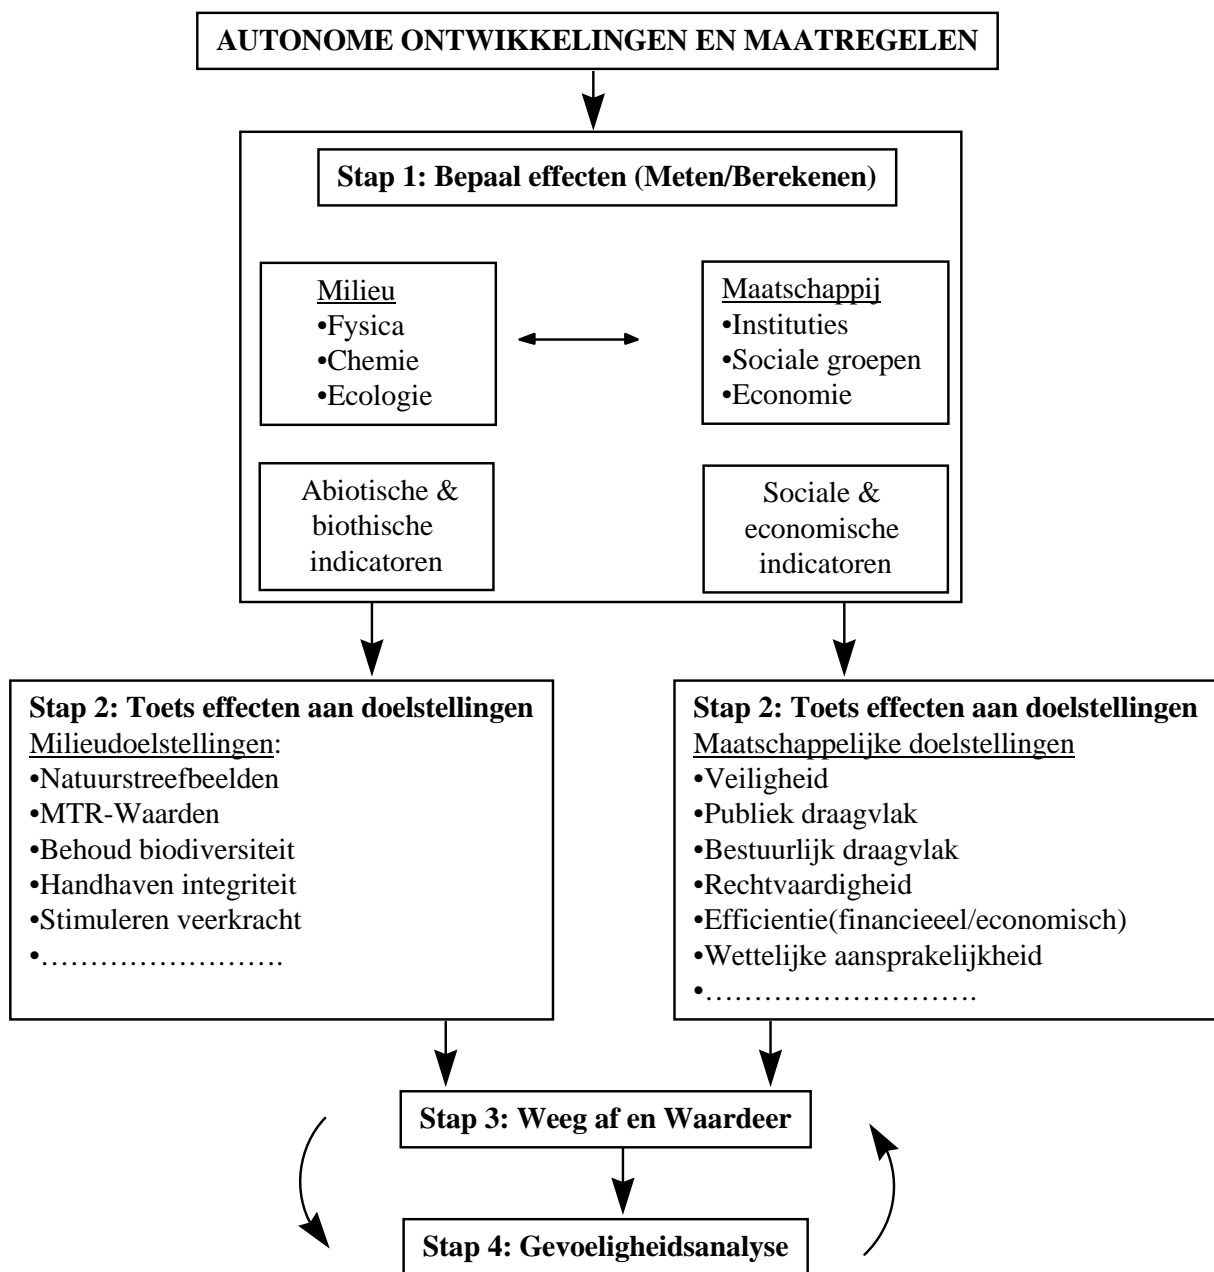 AUTONOME ONTWIKKELINGEN EN MAATREGELEN
Stap 1: Bepaal effecten (Meten/Berekenen)
Milieu
•Fysica
•Chemie
•Ecologie
Maatschappij
•Instituties
•Sociale groepen
•Economie
Abiotische &
biothische
indicatoren
Sociale &
economische
indicatoren
Stap 2: Toets effecten aan doelstellingen
Milieudoelstellingen:
•Natuurstreefbeelden
•MTR-Waarden
•Behoud biodiversiteit
•Handhaven integriteit
•Stimuleren veerkracht
•…………………….
Stap 2: Toets effecten aan doelstellingen
Maatschappelijke doelstellingen
•Veiligheid
•Publiek draagvlak
•Bestuurlijk draagvlak
•Rechtvaardigheid
•Efficientie(financieeel/economisch)
•Wettelijke aansprakelijkheid
•……………………….
Stap 3: Weeg af en Waardeer
Stap 4: Gevoeligheidsanalyse